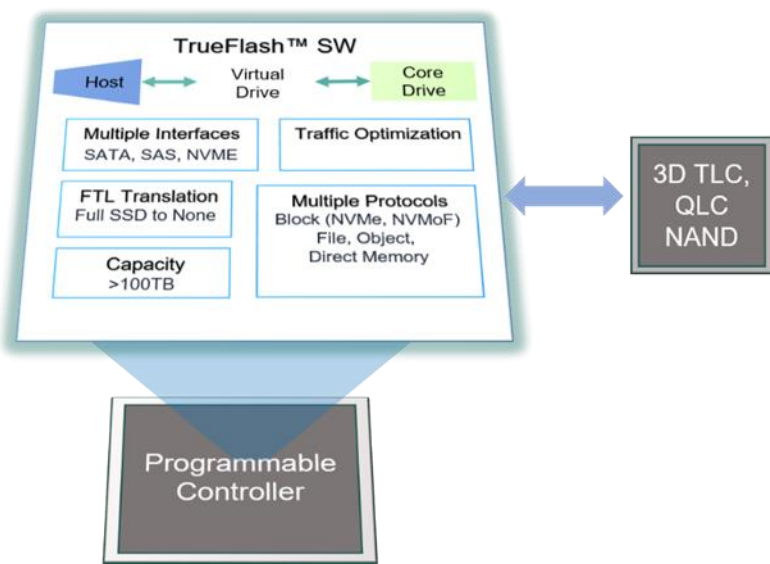 TrueFlash™ SW
Host
Virtual
Drive
Core
Drive
Multiple Interfaces
SATA, SAS, NVME
Traffic Optimization
FTL Translation
Full SSD to None
Multiple Protocols
Block (NVMe, NVMoF)
File, Object,
Direct Memory
Capacity
>100TB
3D TLC,
QLC
NAND
Programmable
Controller